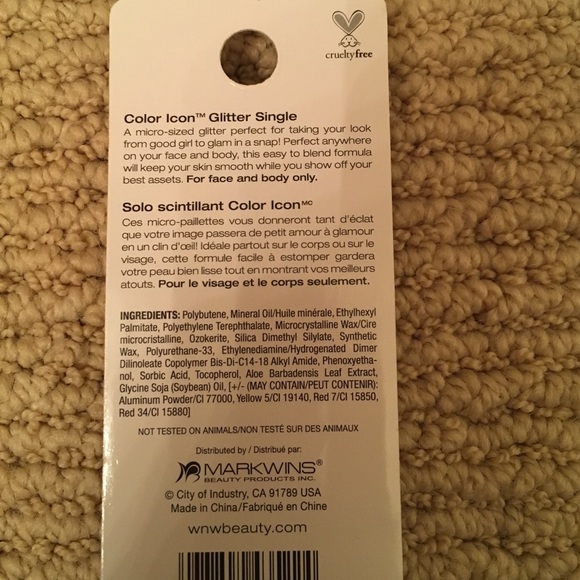 crueltyfree
Color Icon™ Glitter Single
A micro-sized glitter perfect for taking your look
from good girl to glam in a snap! Perfect anywhere
on your face and body, this easy to blend formula
will keep your skin smooth while you show off your
best assets. For face and body only.
Solo scintillant Color Icon ᴹᶜ
Ces micro-paillettes vous donneront tant d'éclat
que votre image passera de petit amour à glamour
en un clin d'œil! Idéale partout sur le corps ou sur le
visage, cette formule facile à estomper gardera
votre peau bien lisse tout en montrant vos meilleurs
atouts. Pour le visage et le corps seulement.
INGREDIENTS: Polybutene, Mineral Oil/Huile minérale, Ethylhexyl
Palmitate, Polyethylene Terephthalate, Microcrystalline Wax/Cire
microcristalline, Ozokerite, Silica Dimethyl Silylate, Synthetic
Wax, Polyurethane-33, Ethylenediamine/Hydrogenated Dimer
Dilinoleate Copolymer Bis-Di-C14-18 Alkyl Amide, Phenoxyetha-
nol, Sorbic Acid, Tocopherol, Aloe Barbadensis Leaf Extract,
Glycine Soja (Soybean) Oil, [+/- (MAY CONTAIN/PEUT CONTENIR):
Aluminum Powder/CI 77000, Yellow 5/CI 19140, Red 7/CI 15850,
Red 34/CI 15880]
NOT TESTED ON ANIMALS/NON TESTÉ SUR DES ANIMAUX
Distributed by / Distribué par:
MARKWINS®
BEAUTY PRODUCTS INC.
© City of Industry, CA 91789 USA
Made in China/Fabriqué en Chine
wnwbeauty.com